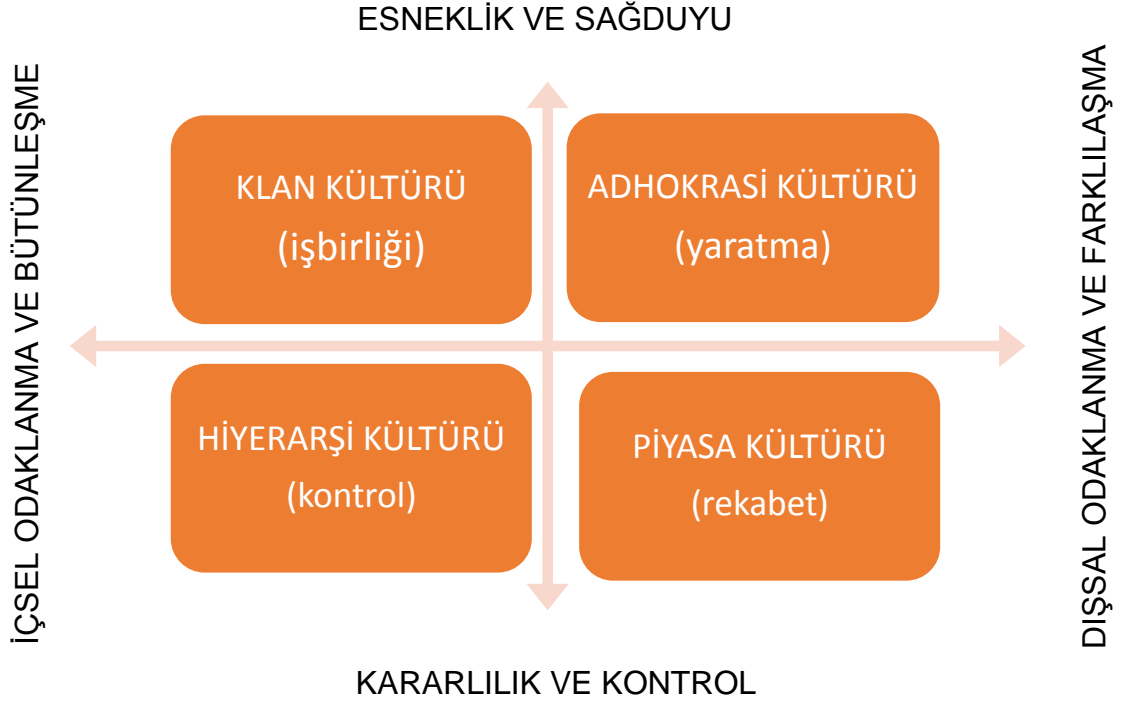 ESNEKLİK VE SAĞDUYU
İÇSEL ODAKLANMA VE BÜTÜNLEŞME
KLAN KÜLTÜRÜ
(işbirliği)
ADHOKRASİ KÜLTÜRÜ
(yaratma)
HİYERARŞİ KÜLTÜRÜ
(kontrol)
PİYASA KÜLTÜRÜ
(rekabet)
DIŞSAL ODAKLANMA VE FARKLILAŞMA
KARARLILIK VE KONTROL